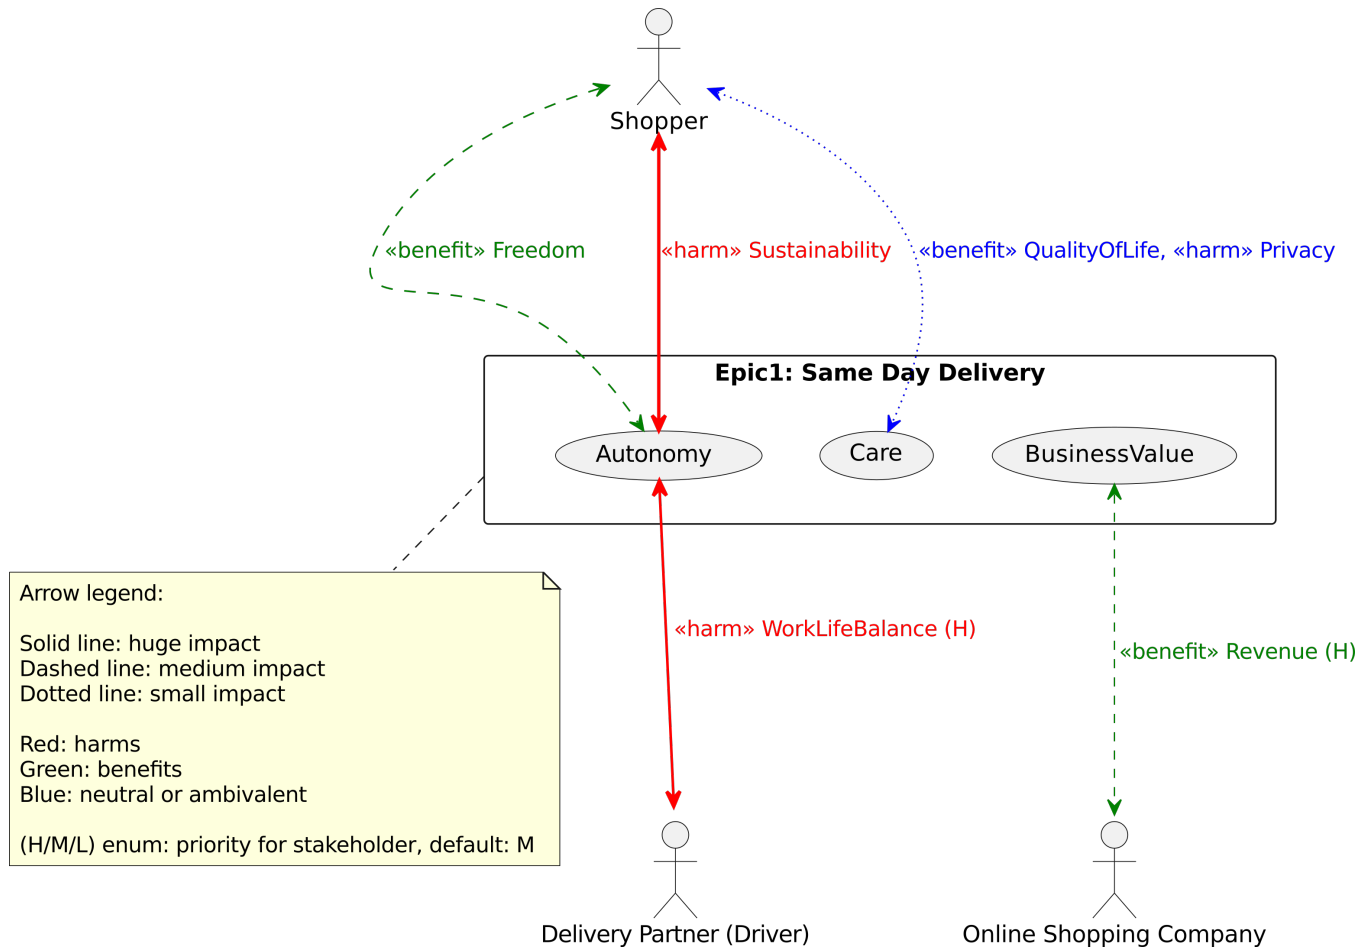 Shopper
«benefit» Freedom
«harm» Sustainability
«benefit» QualityOfLife, «harm» Privacy
Epic1: Same Day Delivery
Autonomy
Care
BusinessValue
Arrow legend:
Solid line: huge impact
Dashed line: medium impact
Dotted line: small impact
Red: harms
Green: benefits
Blue: neutral or ambivalent
(H/M/L) enum: priority for stakeholder, default: M
«harm» WorkLifeBalance (H)
«benefit» Revenue (H)
Delivery Partner (Driver)
Online Shopping Company